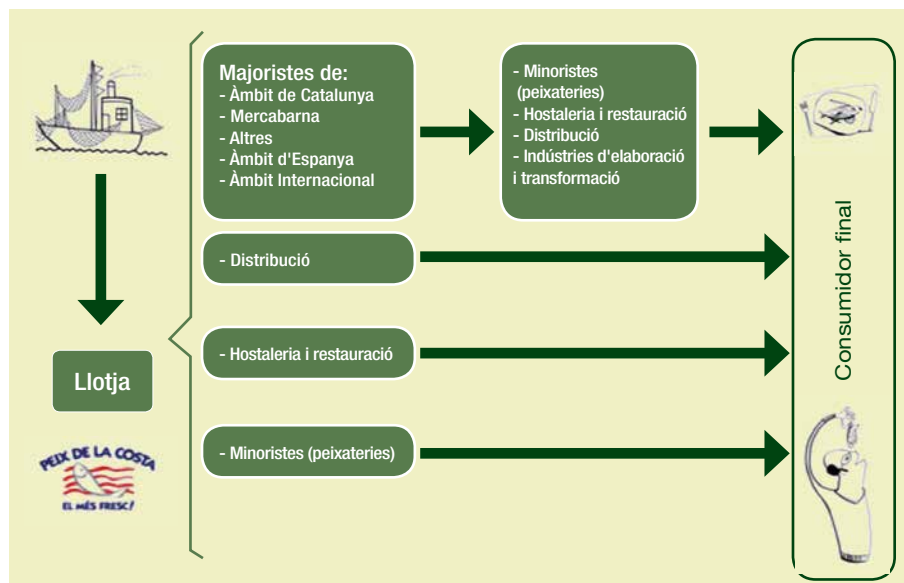 Majoristes de:
- Àmbit de Catalunya
- Mercabarna
- Altres
- Àmbit d'Espanya
- Àmbit Internacional
- Minoristes
(peixateries)
- Hostaleria i restauració
- Distribució
- Indústries d'elaboració
i transformació
- Distribució
- Hostaleria i restauració
- Minoristes (peixateries)
Llotja
PEIX DE LA COSTA
EL MÉS FRESC!
Consumidor final